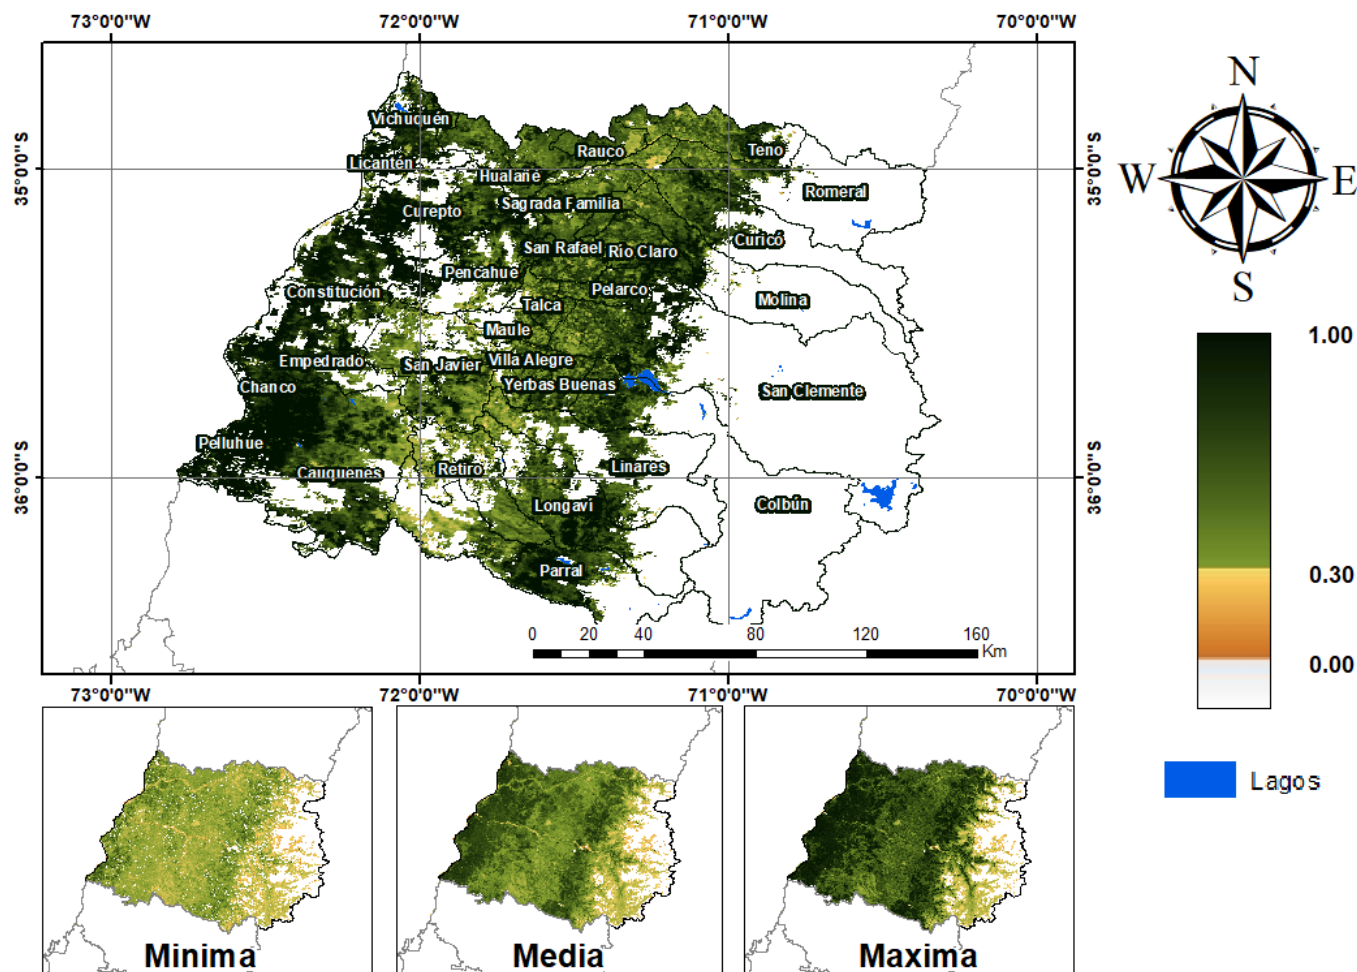 73°0'0"W 72°0'0"W 71°0'0"W 70°0'0"W
N
W E
S
35°0'0"S
35°0'0"S
36°0'0"S
36°0'0"S
Vichuquén
Licantén
Hualañé
Rauco
Teno
Romeral
Curepto
Sagrada Familia
San Rafael
Río Claro
Curicó
Pencahue
Constitución
Pelarco
Molina
Talca
Maule
Empedrado
San Javier
Villa Alegre
Chanco
Yerbas Buenas
San Clemente
Pelluhue
Cauquenes
Retiro
Linares
Longaví
Colbún
Parral
0 20 40 80 120 160
Km
73°0'0"W 72°0'0"W 71°0'0"W 70°0'0"W
1.00
0.30
0.00
Lagos
Minima
Media
Maxima